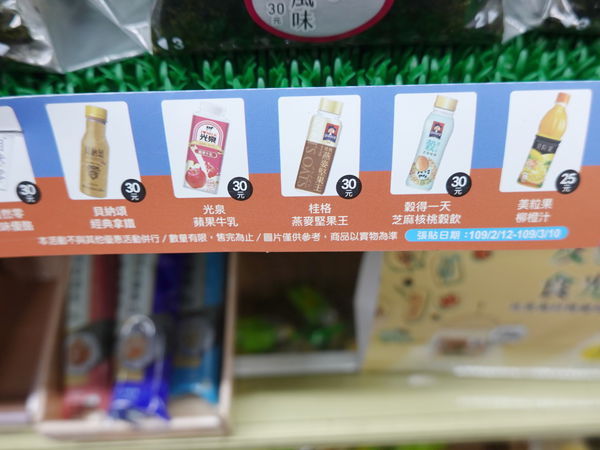 30
元
風
味
30元
30元
30元
30元
30元
25元
貝納頌
經典拿鐵
光泉
蘋果牛乳
桂格
燕麥堅果王
穀得一天
芝麻核桃穀飲
美粒果
柳橙汁
本活動不與其他優惠活動併行/數量有限，售完為止/圖片僅供參考，商品以實物為準
張貼日期：109/2/12-109/3/10